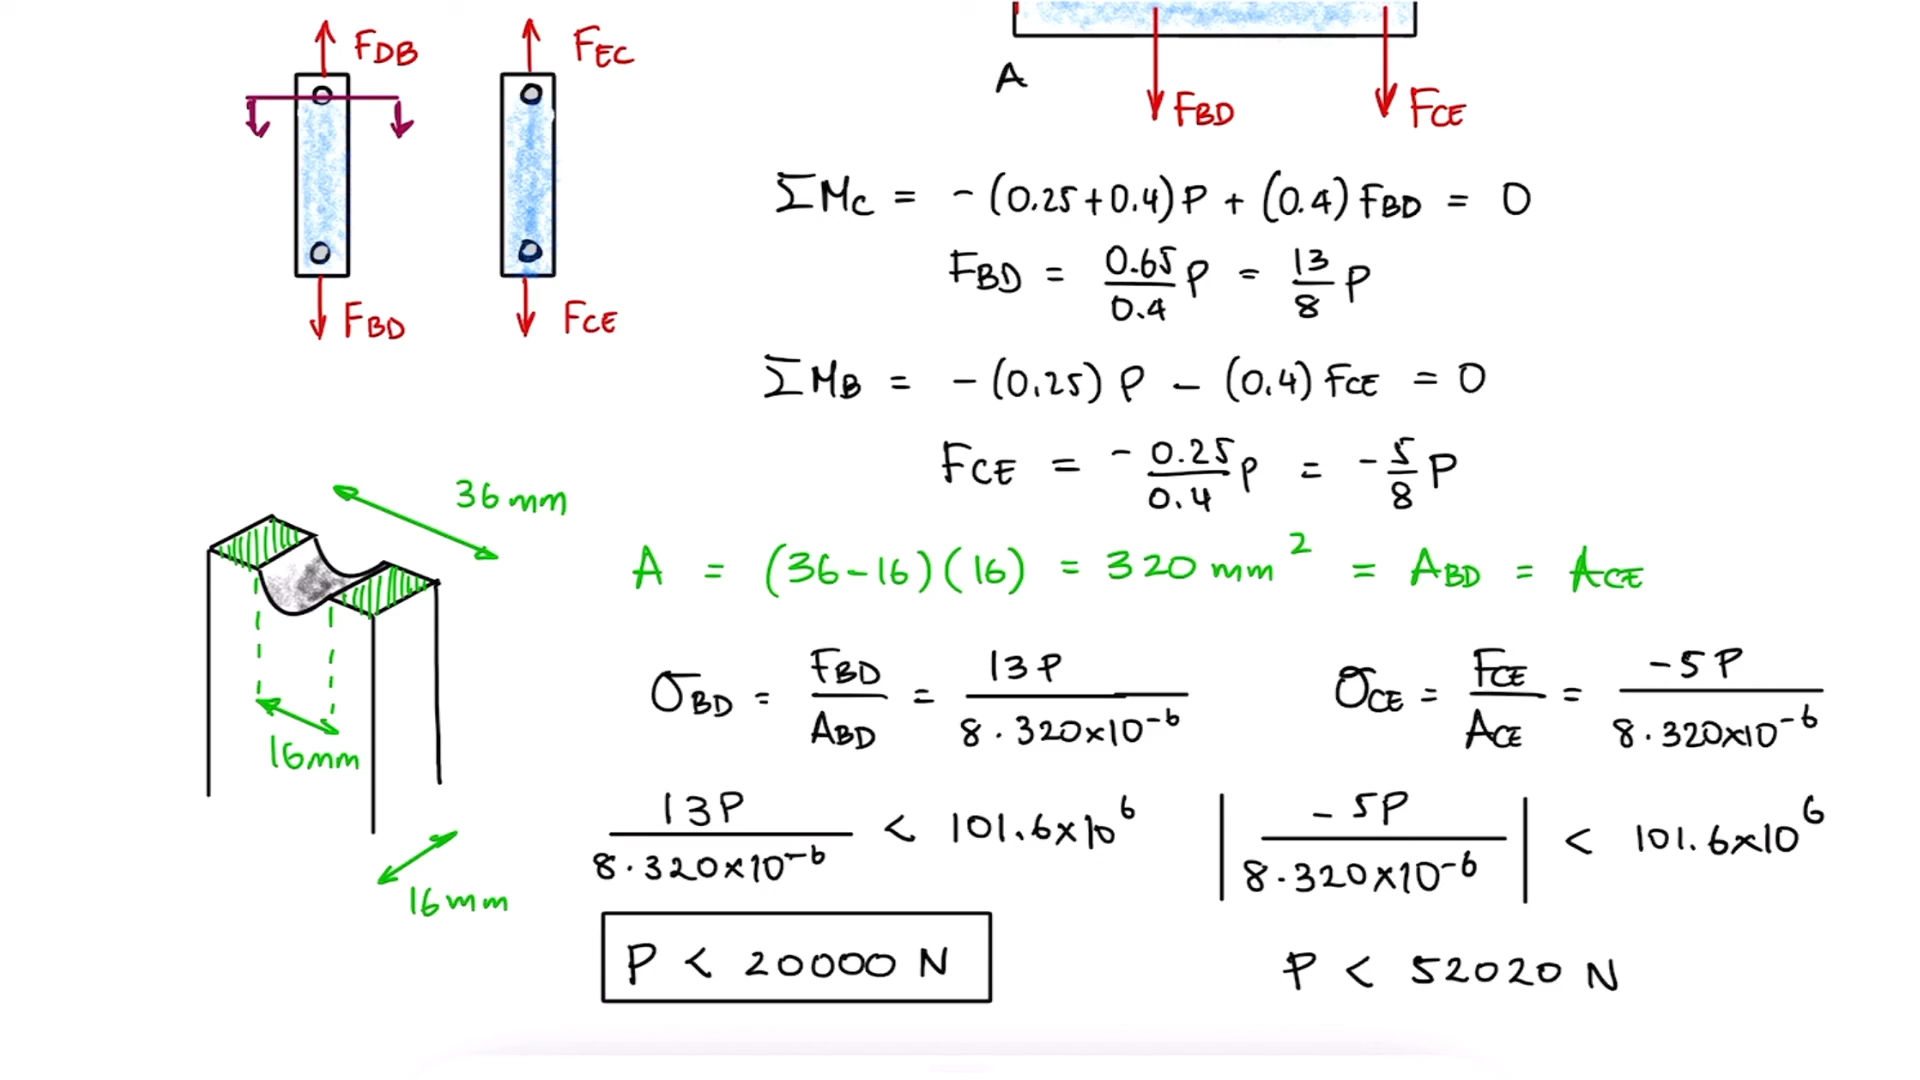 F_DB
F_EC
A
F_BD
F_CE
F_BD
F_CE
ΣM_C = -(0.25+0.4)P + (0.4)F_BD = 0
F_BD = 0.65/0.4 P = 13/8 P
ΣM_B = -(0.25)P - (0.4)F_CE = 0
F_CE = -0.25/0.4 P = -5/8 P
36mm
16mm
16mm
A = (36-16)(16) = 320mm² = A_BD = A_CE
σ_BD = F_BD/A_BD = 13P/8·320×10⁻⁶
σ_CE = F_CE/A_CE = -5P/8·320×10⁻⁶
13P/8·320×10⁻⁶ < 101.6×10⁶
|-5P/8·320×10⁻⁶| < 101.6×10⁶
P < 20000 N
P < 52020 N